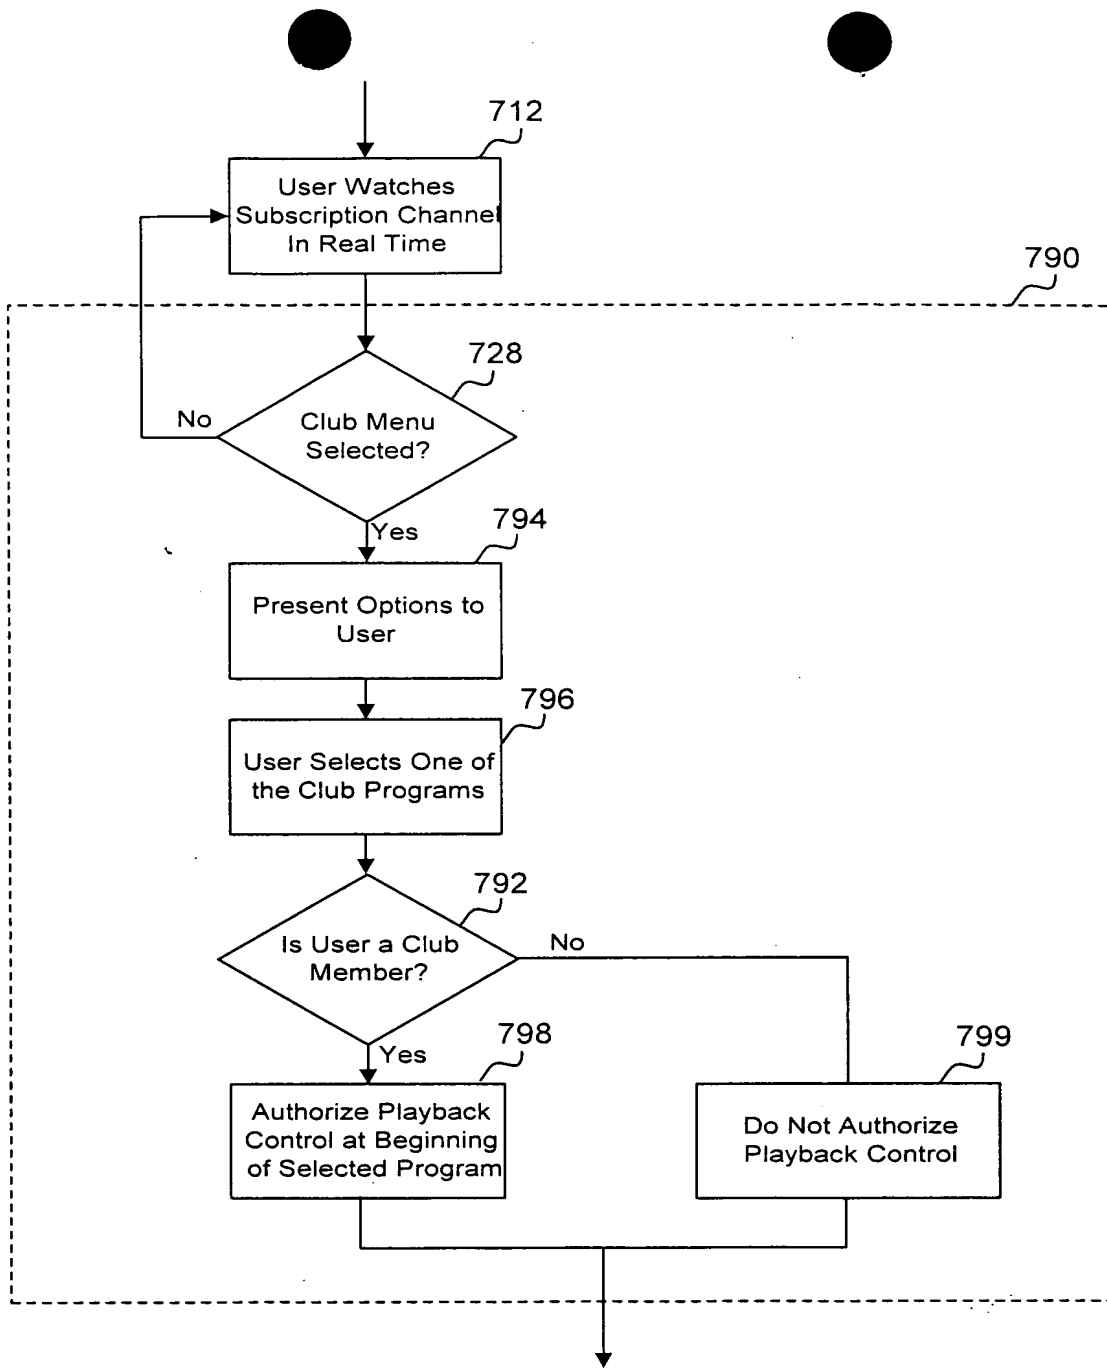 712
User Watches
Subscription Channel
In Real Time
790
728
No
Club Menu
Selected?
Yes
794
Present Options to
User
796
User Selects One of
the Club Programs
792
Is User a Club
Member?
No
Yes
798
Authorize Playback
Control at Beginning
of Selected Program
799
Do Not Authorize
Playback Control